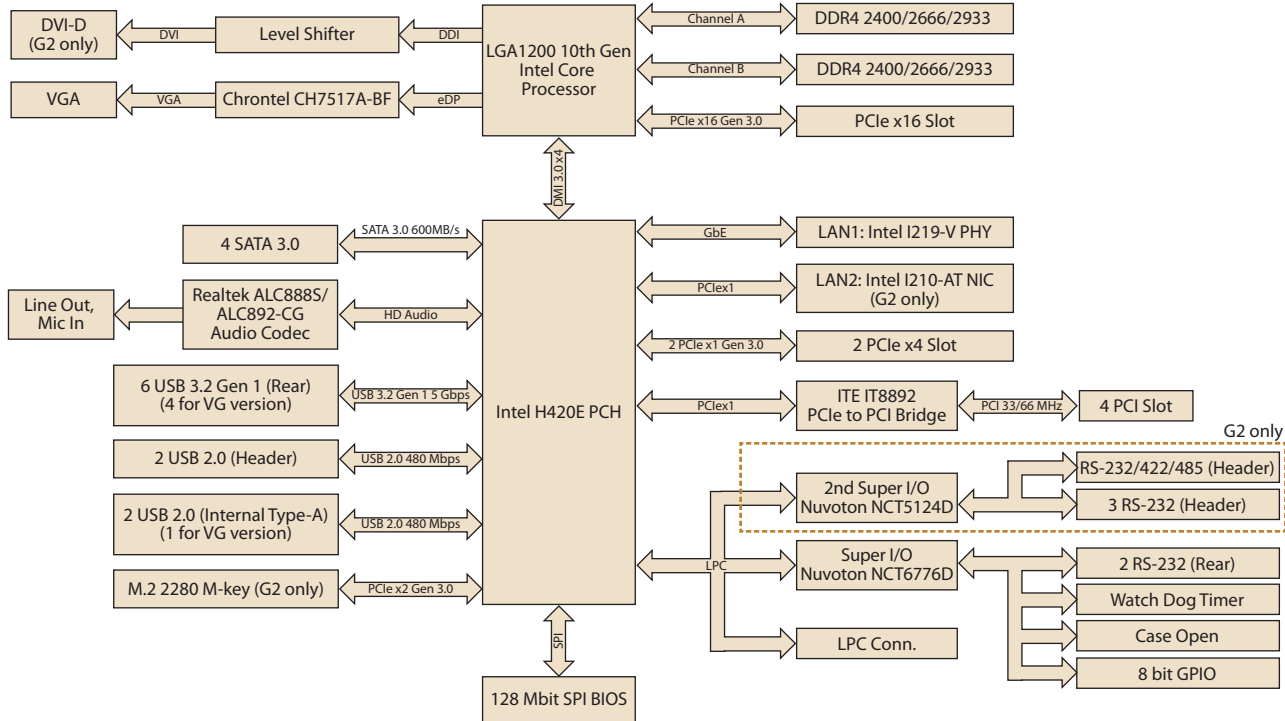 DVI-D
(G2 only)
DVI
Level Shifter
DDI
VGA
VGA
Chrontel CH7517A-BF
eDP
LGA1200 10th Gen
Intel Core
Processor
Channel A
DDR4 2400/2666/2933
Channel B
DDR4 2400/2666/2933
PCIe x16 Gen 3.0
PCIe x16 Slot
DMI 3.0 x4
4 SATA 3.0
SATA 3.0 600MB/s
Line Out,
Mic In
Realtek ALC888S/
ALC892-CG
Audio Codec
HD Audio
6 USB 3.2 Gen 1 (Rear)
(4 for VG version)
USB 3.2 Gen 1 5 Gbps
2 USB 2.0 (Header)
USB 2.0 480 Mbps
2 USB 2.0 (Internal Type-A)
(1 for VG version)
USB 2.0 480 Mbps
M.2 2280 M-key (G2 only)
PCIe x2 Gen 3.0
Intel H420E PCH
GbE
LAN1: Intel I219-V PHY
PCIex1
LAN2: Intel I210-AT NIC
(G2 only)
2 PCIe x1 Gen 3.0
2 PCIe x4 Slot
PCIex1
ITE IT8892
PCIe to PCI Bridge
PCI 33/66 MHz
4 PCI Slot
G2 only
2nd Super I/O
Nuvoton NCT5124D
RS-232/422/485 (Header)
3 RS-232 (Header)
LPC
Super I/O
Nuvoton NCT6776D
2 RS-232 (Rear)
Watch Dog Timer
Case Open
8 bit GPIO
LPC Conn.
SPI
128 Mbit SPI BIOS